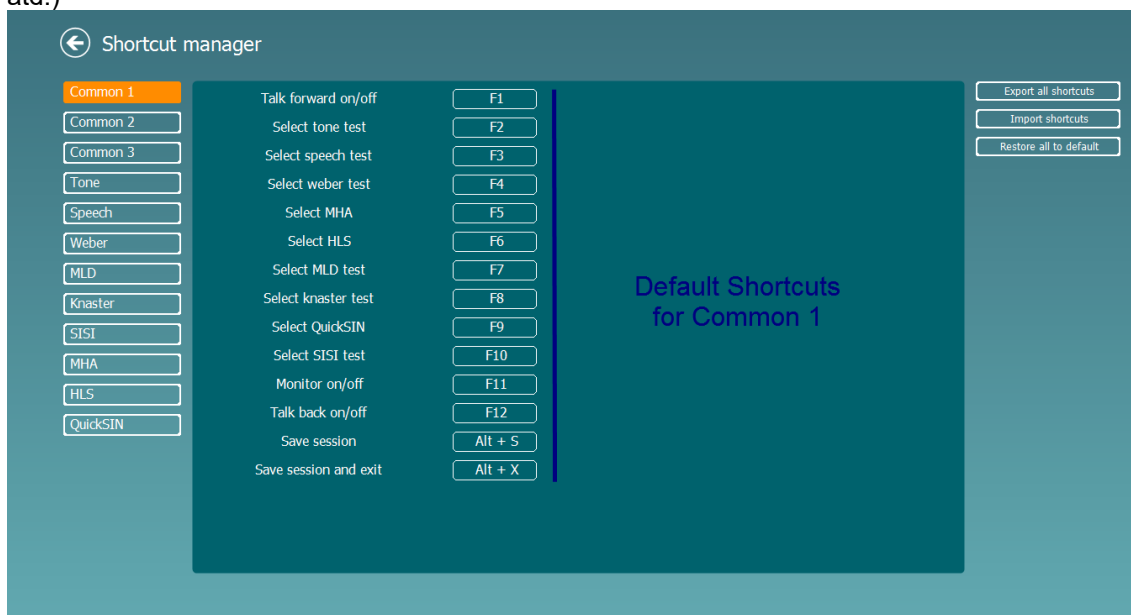 atd.)
Shortcut manager
Common 1
Common 2
Common 3
Tone
Speech
Weber
MLD
Knaster
SISI
MHA
HLS
QuickSIN
Talk forward on/off F1
Select tone test F2
Select speech test F3
Select weber test F4
Select MHA F5
Select HLS F6
Select MLD test F7
Select knaster test F8
Select QuickSIN F9
Select SISI test F10
Monitor on/off F11
Talk back on/off F12
Save session Alt + S
Save session and exit Alt + X
Default Shortcuts
for Common 1
Export all shortcuts
Import shortcuts
Restore all to default